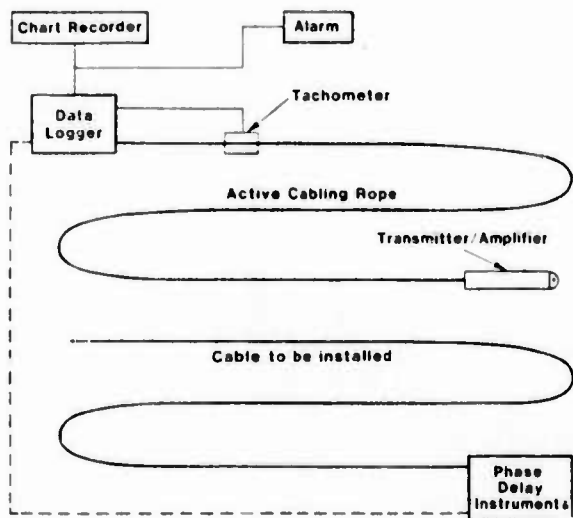 Chart Recorder
Alarm
Tachometer
Data
Logger
Active Cabling Rope
Transmitter/Amplifier
Cable to be installed
Phase
Delay
Instruments